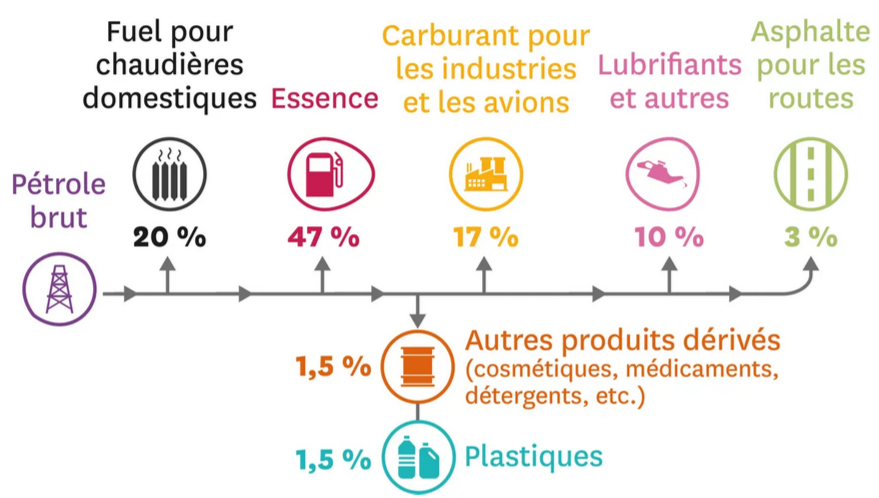 Fuel pour
chaudières
domestiques
20 %
Essence
47 %
Carburant pour
les industries
et les avions
17 %
Lubrifiants
et autres
10 %
Asphalte
pour les
routes
3 %
Pétrole
brut
1,5 %
Autres produits dérivés
(cosmétiques, médicaments,
détergents, etc.)
1,5 %
Plastiques